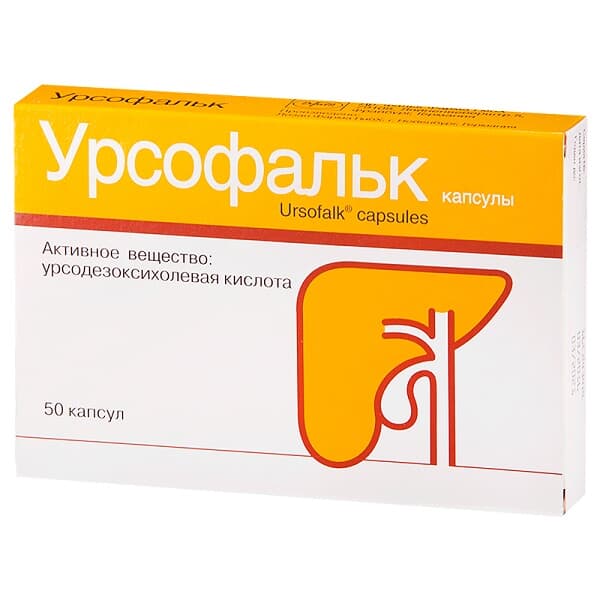 Урсофальк
Урсофальк капсулы
Ursofalk® capsules
Активное вещество:
урсодезоксихолевая кислота
50 капсул